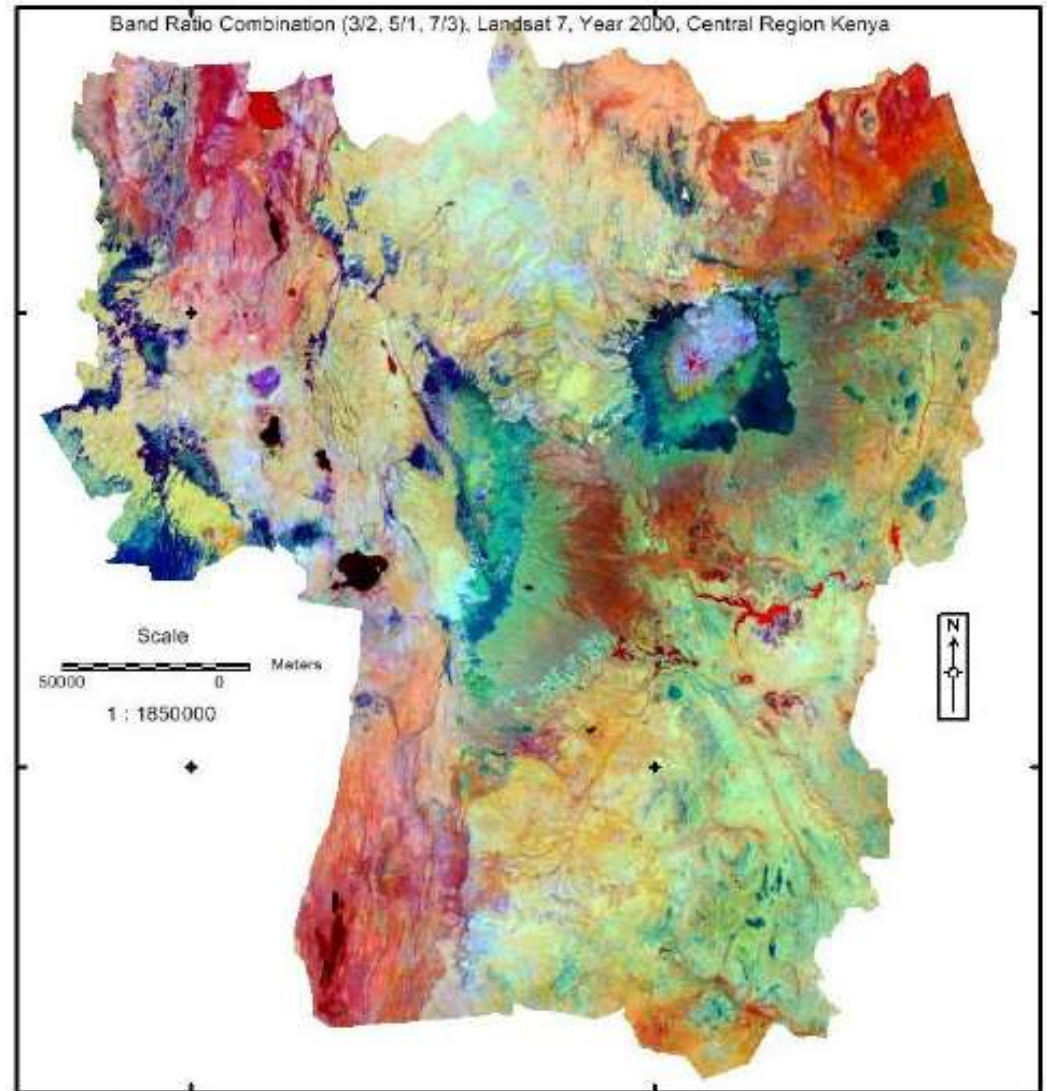 Band Ratio Combination (3/2, 5/1, 7/3), Landsat 7, Year 2000, Central Region Kenya
Scale
Meters
50000 0
1 : 1850000
N